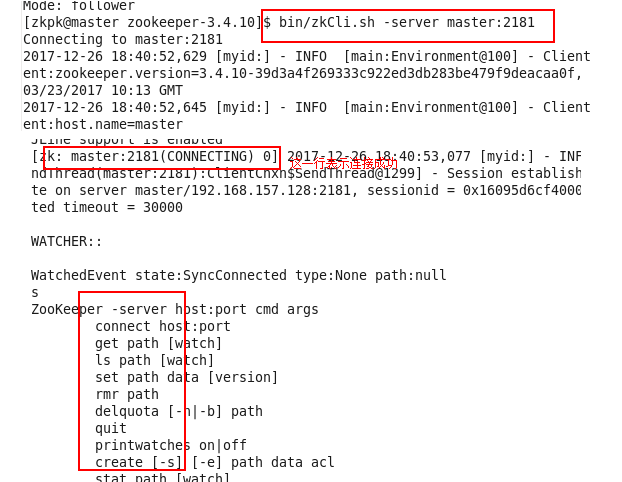 Mode: follower
[zkpk@master zookeeper-3.4.10]$ bin/zkCli.sh -server master:2181
Connecting to master:2181
2017-12-26 18:40:52,629 [myid:] - INFO  [main:Environment@100] - Client
ent:zookeeper.version=3.4.10-39d3a4f269333c922ed3db283be479f9deacaa0f,
03/23/2017 10:13 GMT
2017-12-26 18:40:52,645 [myid:] - INFO  [main:Environment@100] - Client
ent:host.name=master
JLine support is enabled
[zk: master:2181(CONNECTING) 0] 2017-12-26 18:40:53,077 [myid:] - INF
这一行表示连接成功
ndThread(master:2181):ClientCnxn$SendThread@1299] - Session establish
te on server master/192.168.157.128:2181, sessionid = 0x16095d6cf4000
ted timeout = 30000
WATCHER::
WatchedEvent state:SyncConnected type:None path:null
s
ZooKeeper -server host:port cmd args
connect host:port
get path [watch]
ls path [watch]
set path data [version]
rmr path
delquota [-n|-b] path
quit
printwatches on|off
create [-s] [-e] path data acl
stat path [watch]